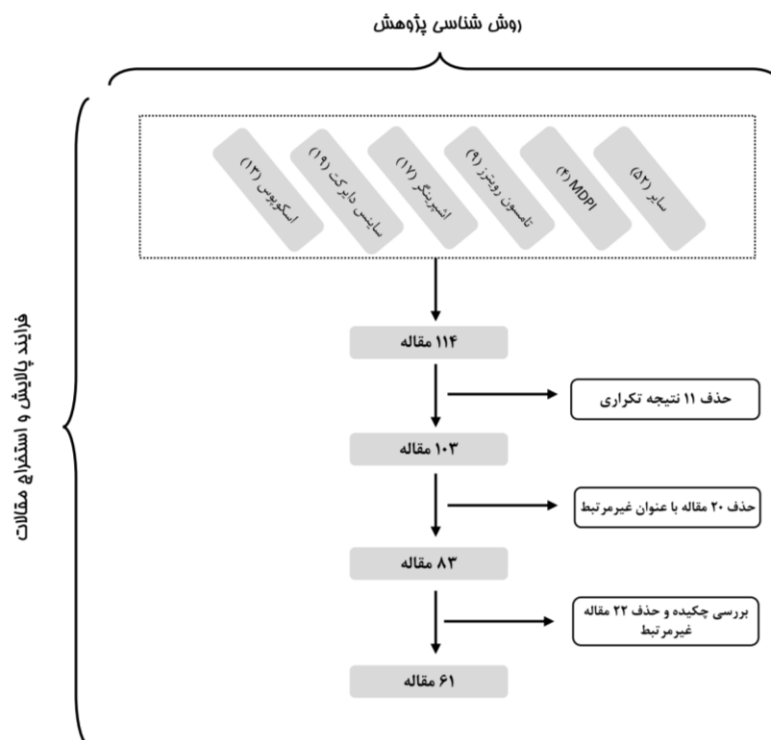 روش شناسی پژوهش
سایر (۵۲)
MDPI (۴)
تامسون رویترز (۹)
اشپرینگر (۱۷)
ساینس دایرکت (۱۹)
اسکوپوس (۱۳)
فرایند پالایش و استفراج مقالات
۱۱۴ مقاله
حذف ۱۱ نتیجه تکراری
۱۰۳ مقاله
حذف ۲۰ مقاله با عنوان غیرمرتبط
۸۳ مقاله
بررسی چکیده و حذف ۲۲ مقاله
غیرمرتبط
۶۱ مقاله